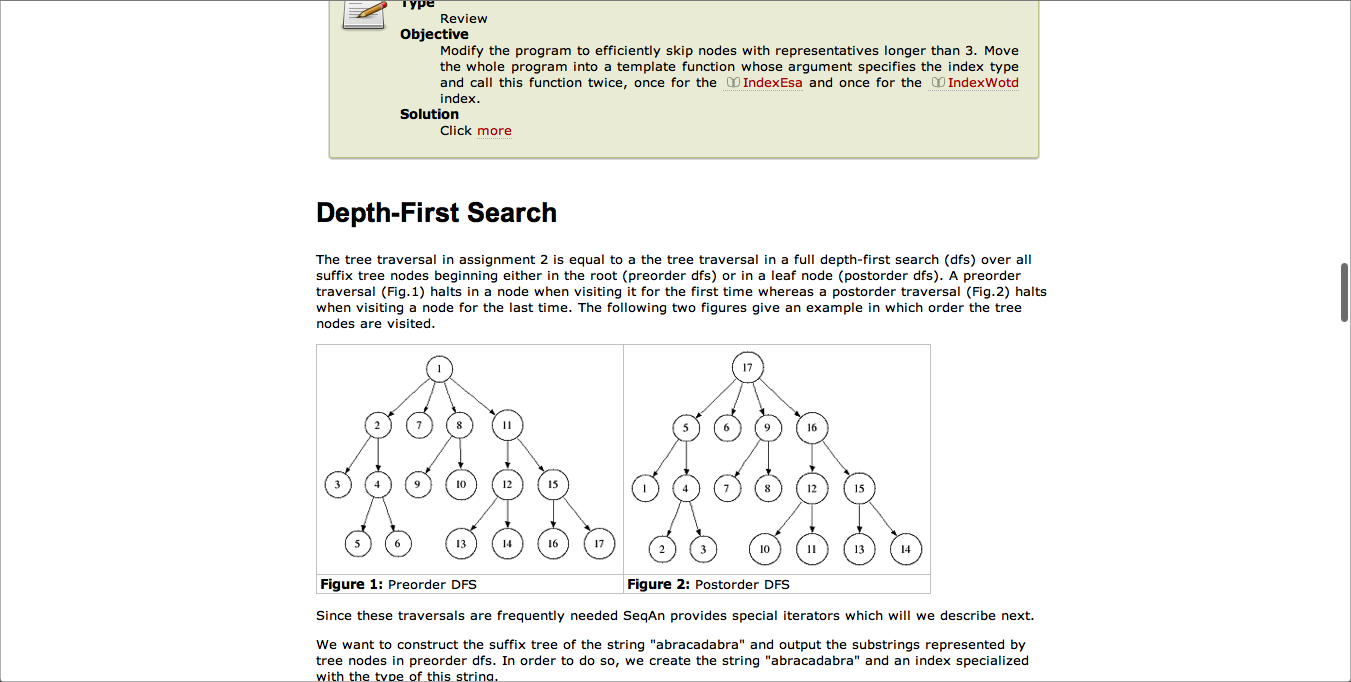 Type
Review
Objective
Modify the program to efficiently skip nodes with representatives longer than 3. Move
the whole program into a template function whose argument specifies the index type
and call this function twice, once for the IndexEsa and once for the IndexWotd
index.
Solution
Click more
Depth-First Search
The tree traversal in assignment 2 is equal to a the tree traversal in a full depth-first search (dfs) over all
suffix tree nodes beginning either in the root (preorder dfs) or in a leaf node (postorder dfs). A preorder
traversal (Fig.1) halts in a node when visiting it for the first time whereas a postorder traversal (Fig.2) halts
when visiting a node for the last time. The following two figures give an example in which order the tree
nodes are visited.
1
2 7 8 11
3 4 9 10 12 15
5 6 13 14 16 17
Figure 1: Preorder DFS
17
5 6 9 16
1 4 7 8 12 15
2 3 10 11 13 14
Figure 2: Postorder DFS
Since these traversals are frequently needed SeqAn provides special iterators which will we describe next.
We want to construct the suffix tree of the string "abracadabra" and output the substrings represented by
tree nodes in preorder dfs. In order to do so, we create the string "abracadabra" and an index specialized
with the type of this string.